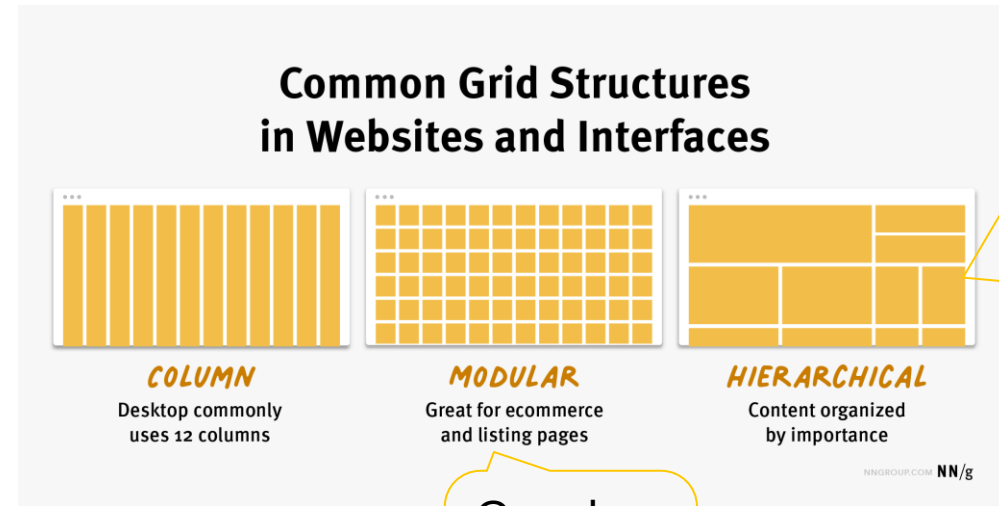 Common Grid Structures
in Websites and Interfaces
COLUMN
Desktop commonly
uses 12 columns
MODULAR
Great for ecommerce
and listing pages
HIERARCHICAL
Content organized
by importance
NNGROUP.COM NN/g